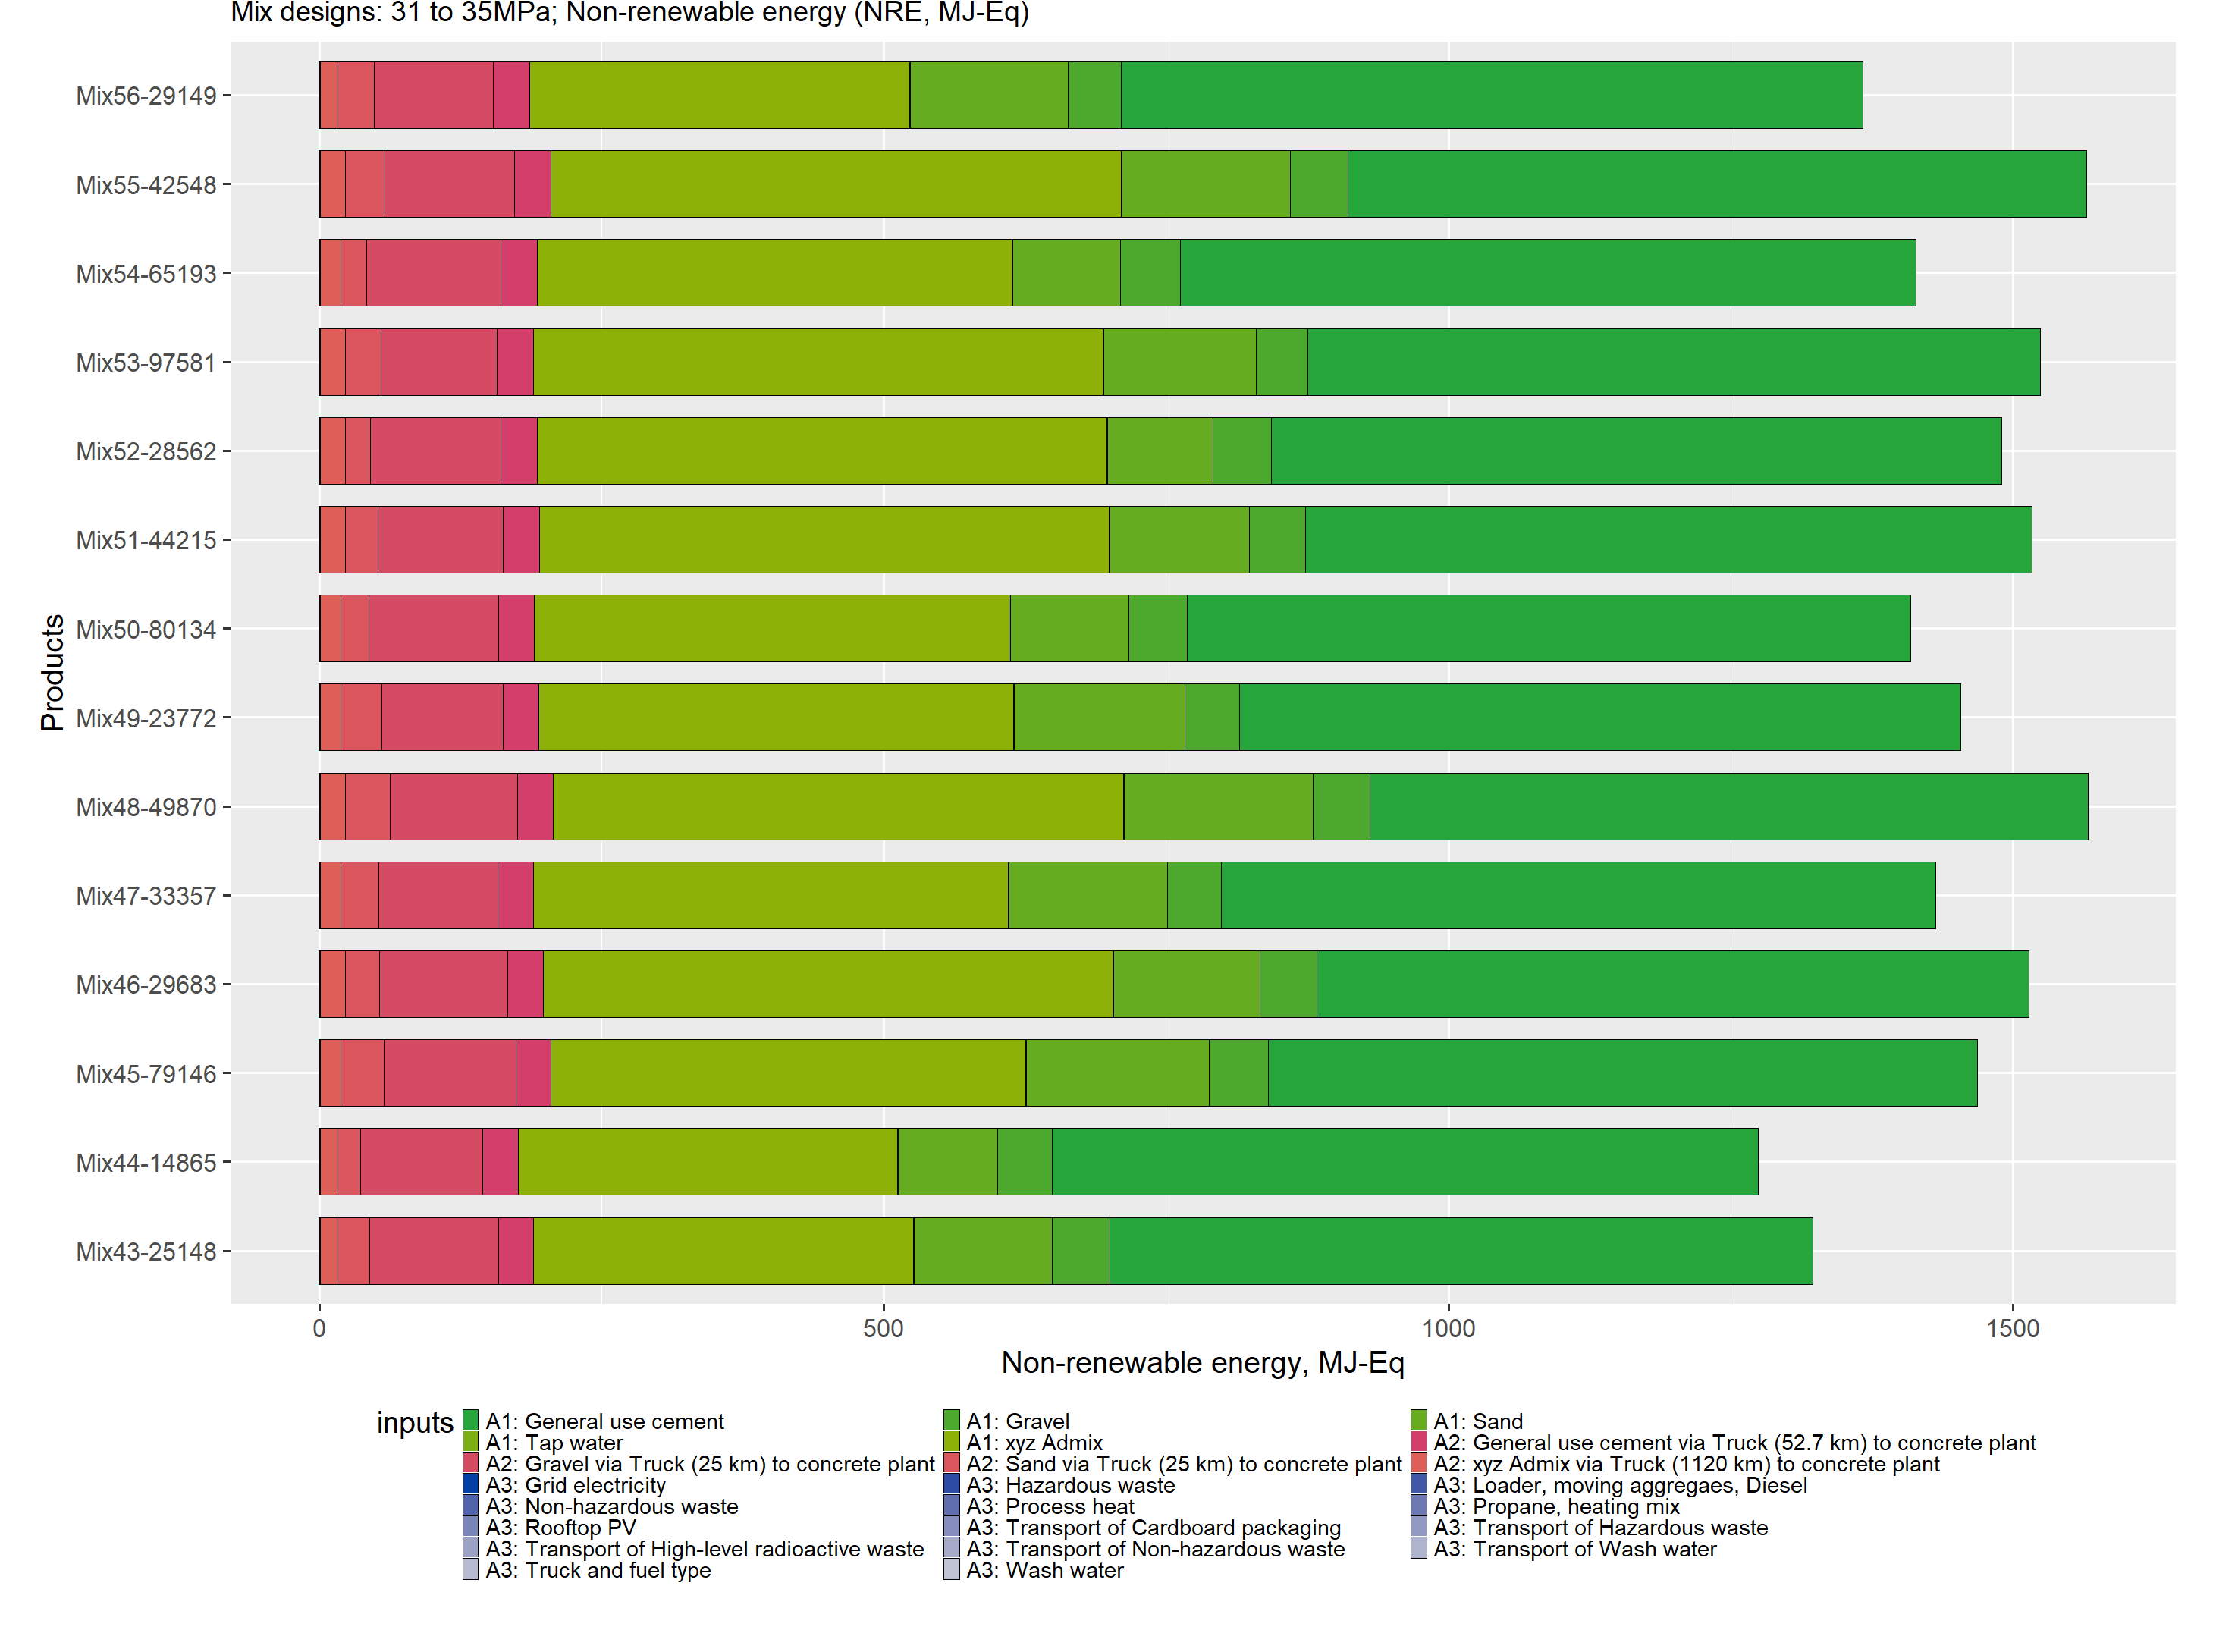 Mix designs: 31 to 35MPa; Non-renewable energy (NRE, MJ-Eq)
Mix56-29149
Mix55-42548
Mix54-65193
Mix53-97581
Mix52-28562
Mix51-44215
Mix50-80134
Mix49-23772
Mix48-49870
Mix47-33357
Mix46-29683
Mix45-79146
Mix44-14865
Mix43-25148
Products
0 500 1000 1500
Non-renewable energy, MJ-Eq
inputs
A1: General use cement A1: Gravel A1: Sand
A1: Tap water A1: xyz Admix A2: General use cement via Truck (52.7 km) to concrete plant
A2: Gravel via Truck (25 km) to concrete plant A2: Sand via Truck (25 km) to concrete plant A2: xyz Admix via Truck (1120 km) to concrete plant
A3: Grid electricity A3: Hazardous waste A3: Loader, moving aggregaes, Diesel
A3: Non-hazardous waste A3: Process heat A3: Propane, heating mix
A3: Rooftop PV A3: Transport of Cardboard packaging A3: Transport of Hazardous waste
A3: Transport of High-level radioactive waste A3: Transport of Non-hazardous waste A3: Transport of Wash water
A3: Truck and fuel type A3: Wash water